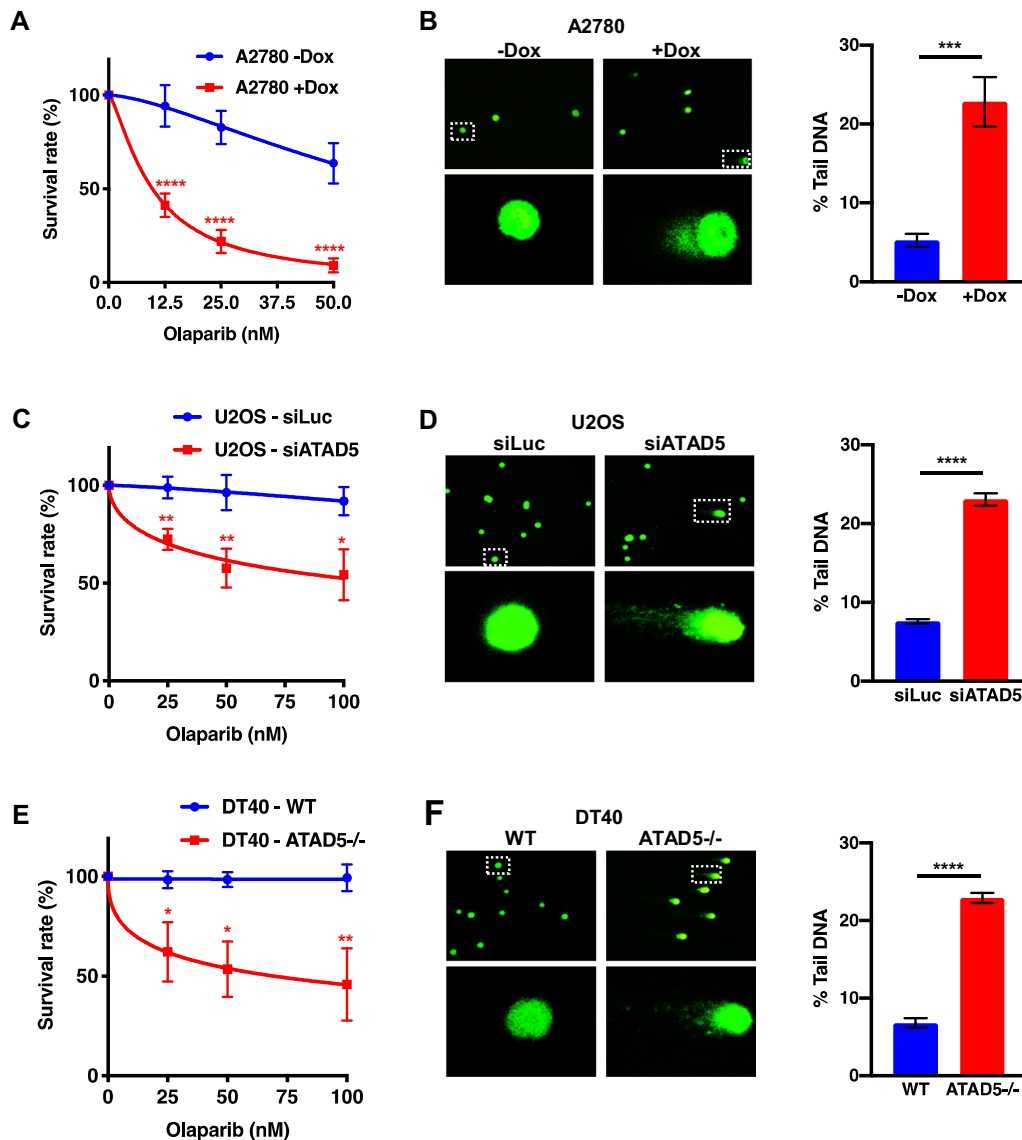 A
A2780 -Dox
A2780 +Dox
Survival rate (%)
100
50
0
****
****
****
0.0 12.5 25.0 37.5 50.0
Olaparib (nM)
B
A2780
-Dox +Dox
% Tail DNA
30
20
10
0
***
-Dox +Dox
C
U2OS - siLuc
U2OS - siATAD5
Survival rate (%)
100
50
0
**
**
*
0 25 50 75 100
Olaparib (nM)
D
U2OS
siLuc siATAD5
% Tail DNA
30
20
10
0
****
siLuc siATAD5
E
DT40 - WT
DT40 - ATAD5-/-
Survival rate (%)
100
50
0
*
*
**
0 25 50 75 100
Olaparib (nM)
F
DT40
WT ATAD5-/-
% Tail DNA
30
20
10
0
****
WT ATAD5-/-